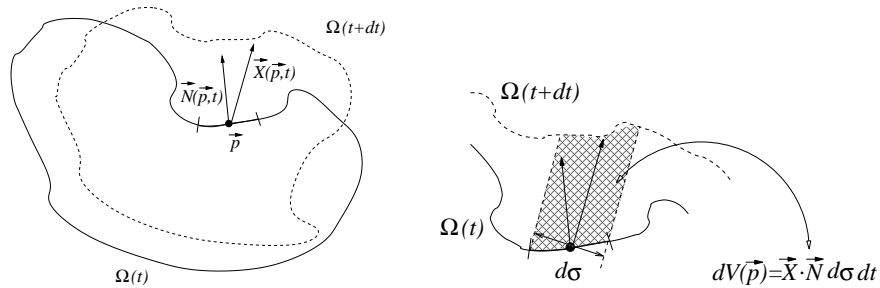 Ω(t+dt)
X⃗(p⃗,t)
N⃗(p⃗,t)
p⃗
Ω(t)
Ω(t+dt)
Ω(t)
dσ
dV(p⃗)=X⃗·N⃗ dσ dt